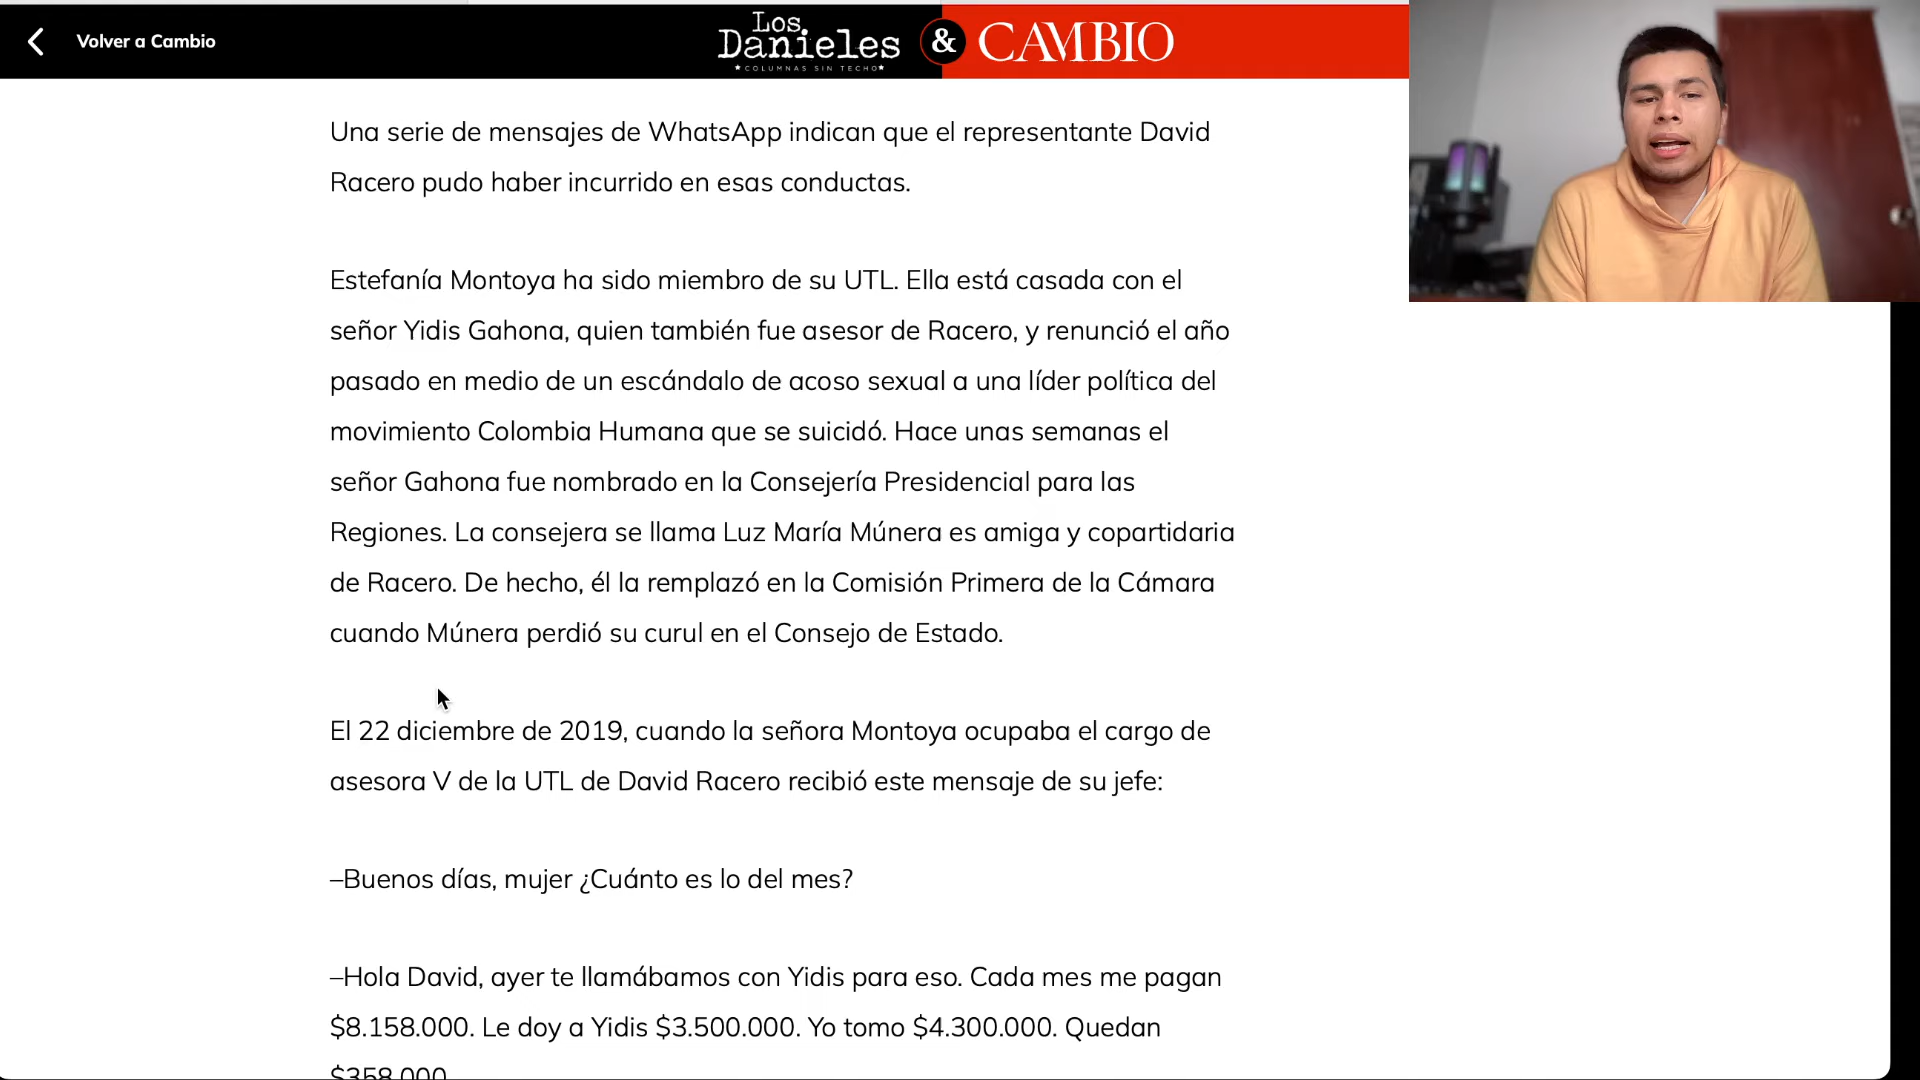 Volver a Cambio
Los
Danieles
★COLUMNAS SIN TECHO★
& CAMBIO
Una serie de mensajes de WhatsApp indican que el representante David
Racero pudo haber incurrido en esas conductas.
Estefanía Montoya ha sido miembro de su UTL. Ella está casada con el
señor Yidis Gahona, quien también fue asesor de Racero, y renunció el año
pasado en medio de un escándalo de acoso sexual a una líder política del
movimiento Colombia Humana que se suicidó. Hace unas semanas el
señor Gahona fue nombrado en la Consejería Presidencial para las
Regiones. La consejera se llama Luz María Múnera es amiga y copartidaria
de Racero. De hecho, él la remplazó en la Comisión Primera de la Cámara
cuando Múnera perdió su curul en el Consejo de Estado.
El 22 diciembre de 2019, cuando la señora Montoya ocupaba el cargo de
asesora V de la UTL de David Racero recibió este mensaje de su jefe:
–Buenos días, mujer ¿Cuánto es lo del mes?
–Hola David, ayer te llamábamos con Yidis para eso. Cada mes me pagan
$8.158.000. Le doy a Yidis $3.500.000. Yo tomo $4.300.000. Quedan
$358.000